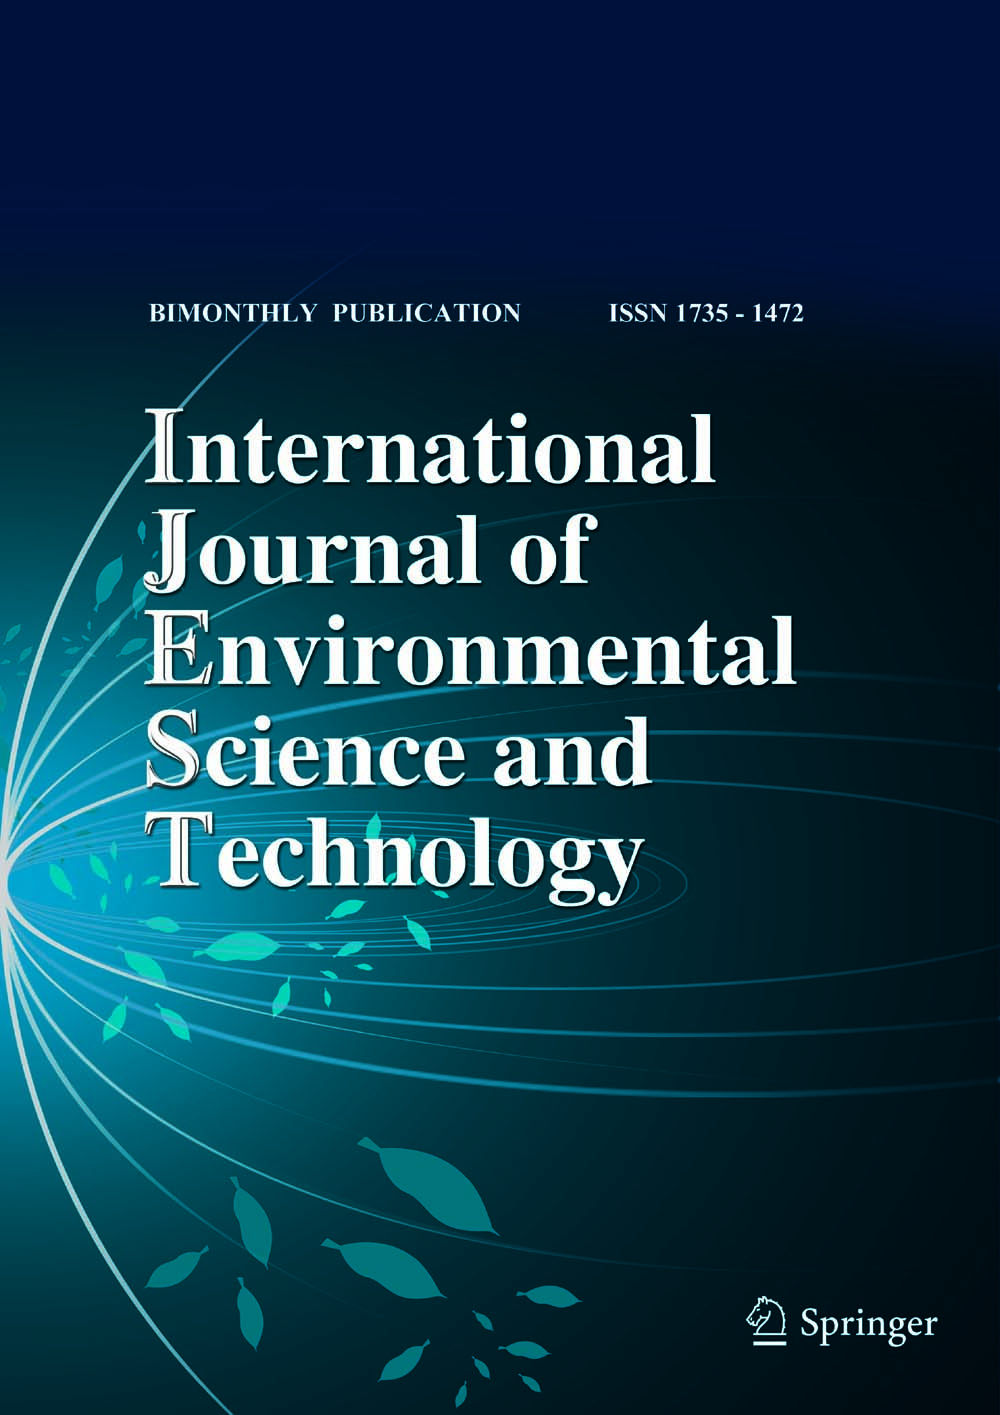 BIMONTHLY PUBLICATION ISSN 1735 - 1472
International
Journal of
Environmental
Science and
Technology
Springer